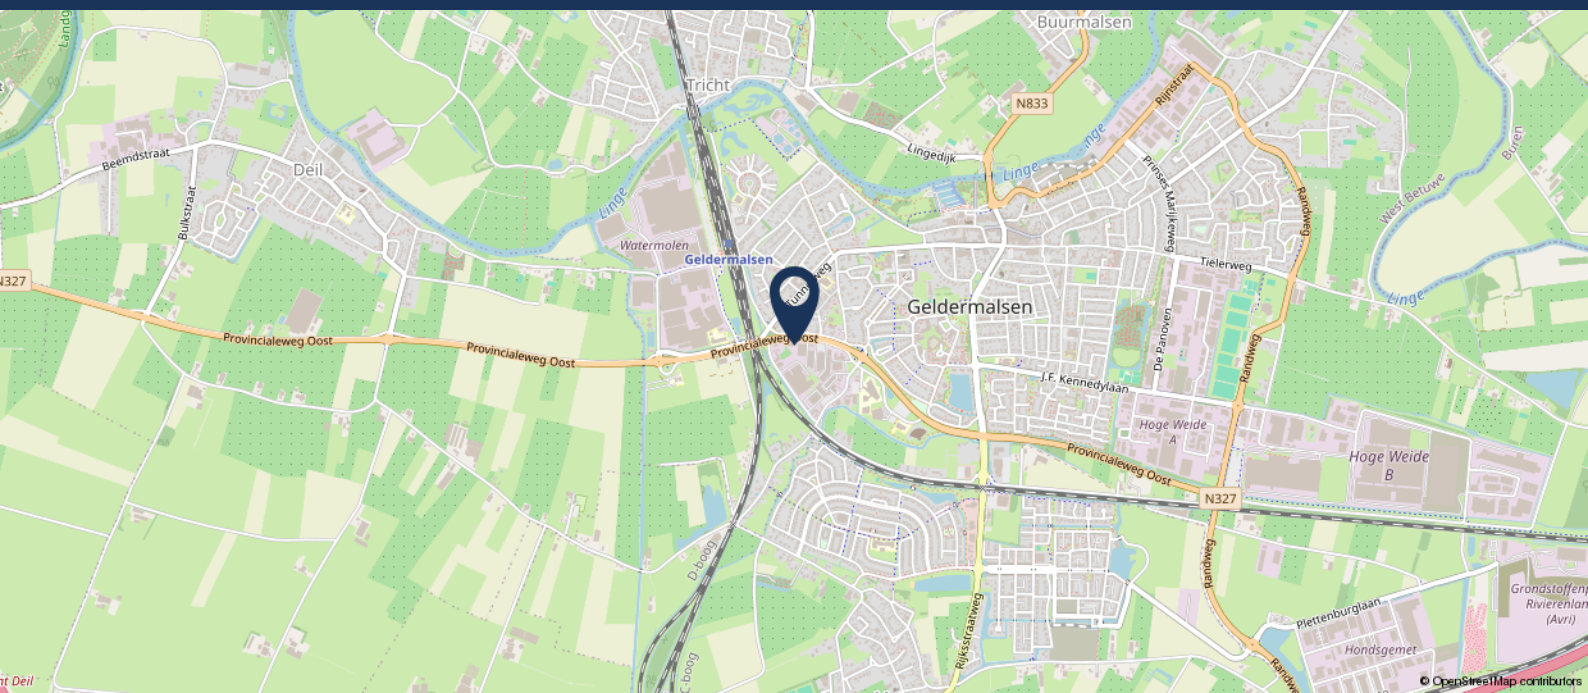 Buurmalsen
Tricht
N833
Rijnstraat
Lingedijk
Linge
Linge
Buren
Beemdstraat
Deil
Prinses Marijkeweg
West Betuwe
Randweg
Bulkstraat
Linge
Watermolen
Geldermalsen
Tielerweg
Linge
N327
Geldermalsen
De Panoven
Provincialeweg Oost
Provincialeweg Oost
Provincialeweg Oost
Randweg
J.F. Kennedylaan
Hoge Weide
A
Hoge Weide
B
Provincialeweg Oost
N327
D-boog
Randweg
Rijksstraatweg
Plettenburglaan
Rivierenlan
(Avri)
Hondsgemet
C-boog
nt Deil
© OpenStreetMap contributors